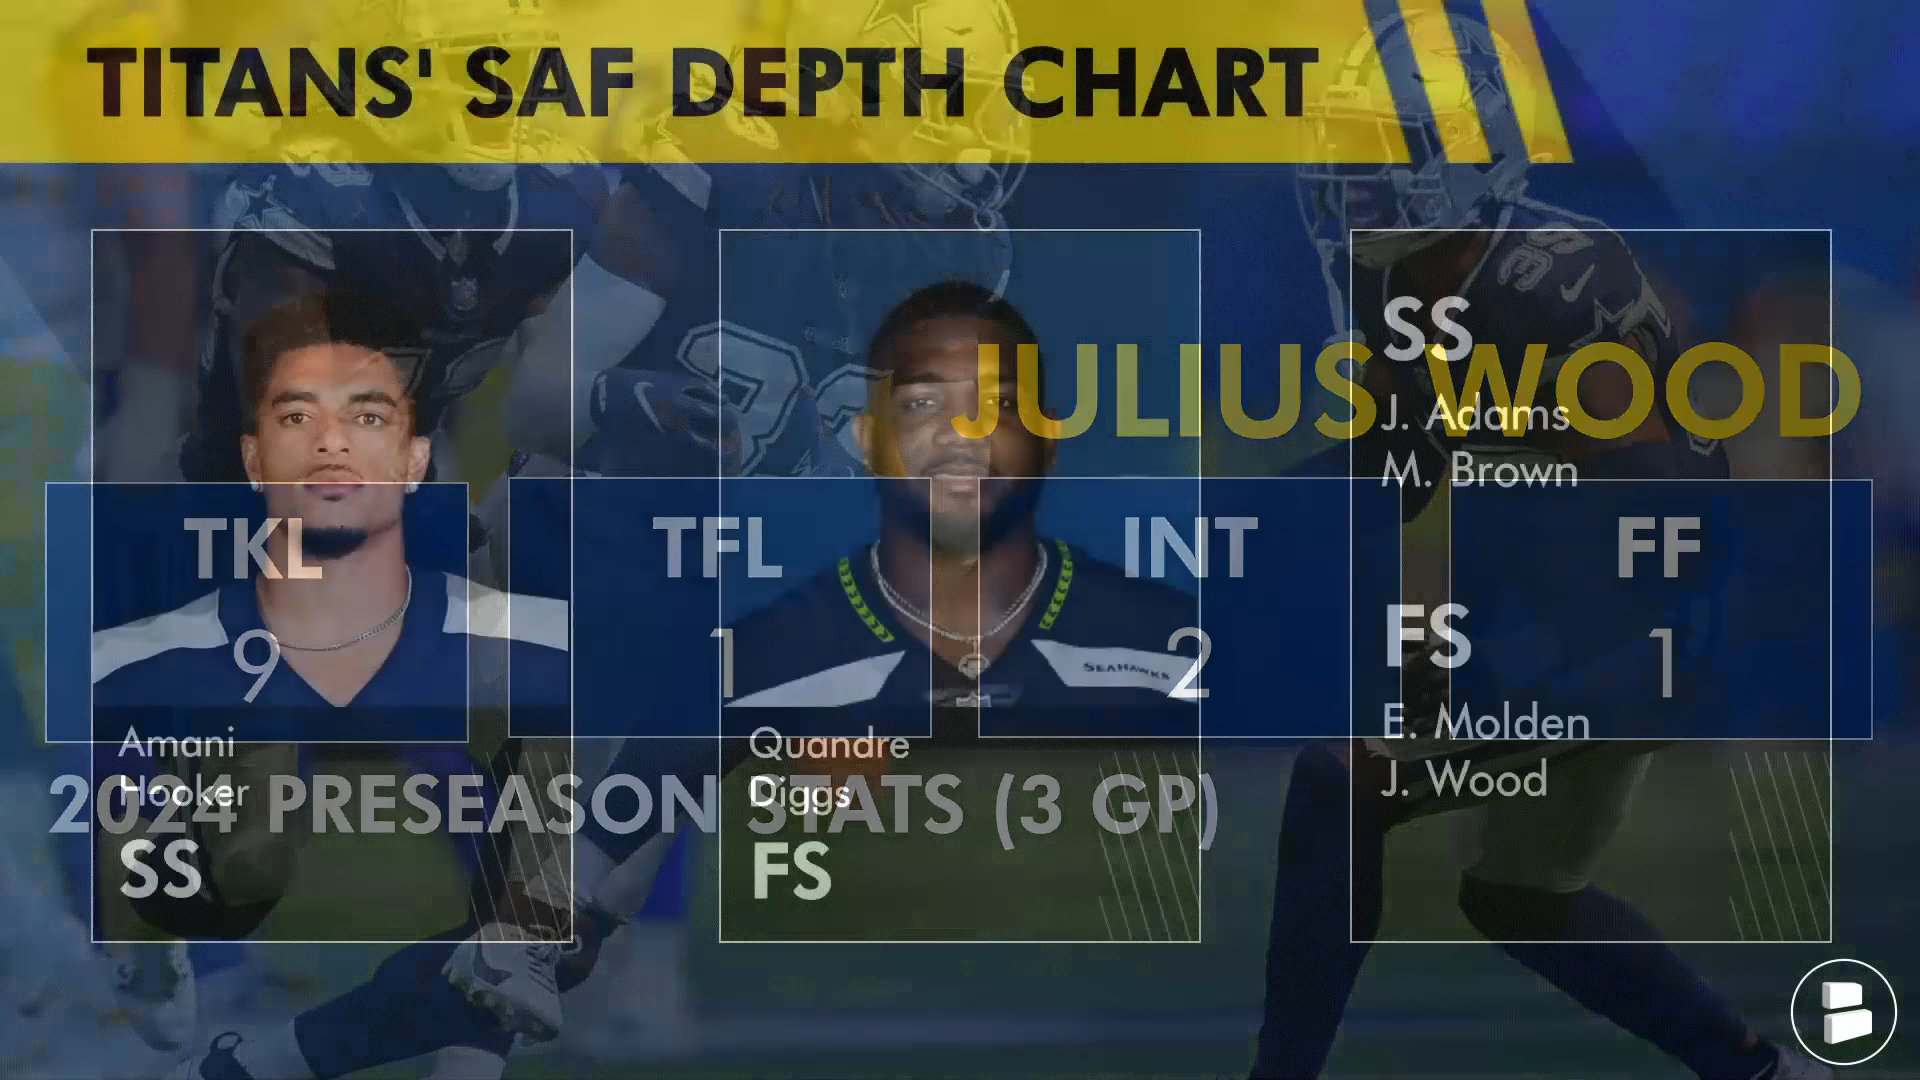 TITANS' SAF DEPTH CHART
JULIUS WOOD
SS
J. Adams
M. Brown
FS
E. Molden
J. Wood
TKL
9
TFL
1
INT
2
FF
1
SEAHAWKS
Amani
Hooker
SS
Quandre
Diggs
FS
2024 PRESEASON STATS (3 GP)